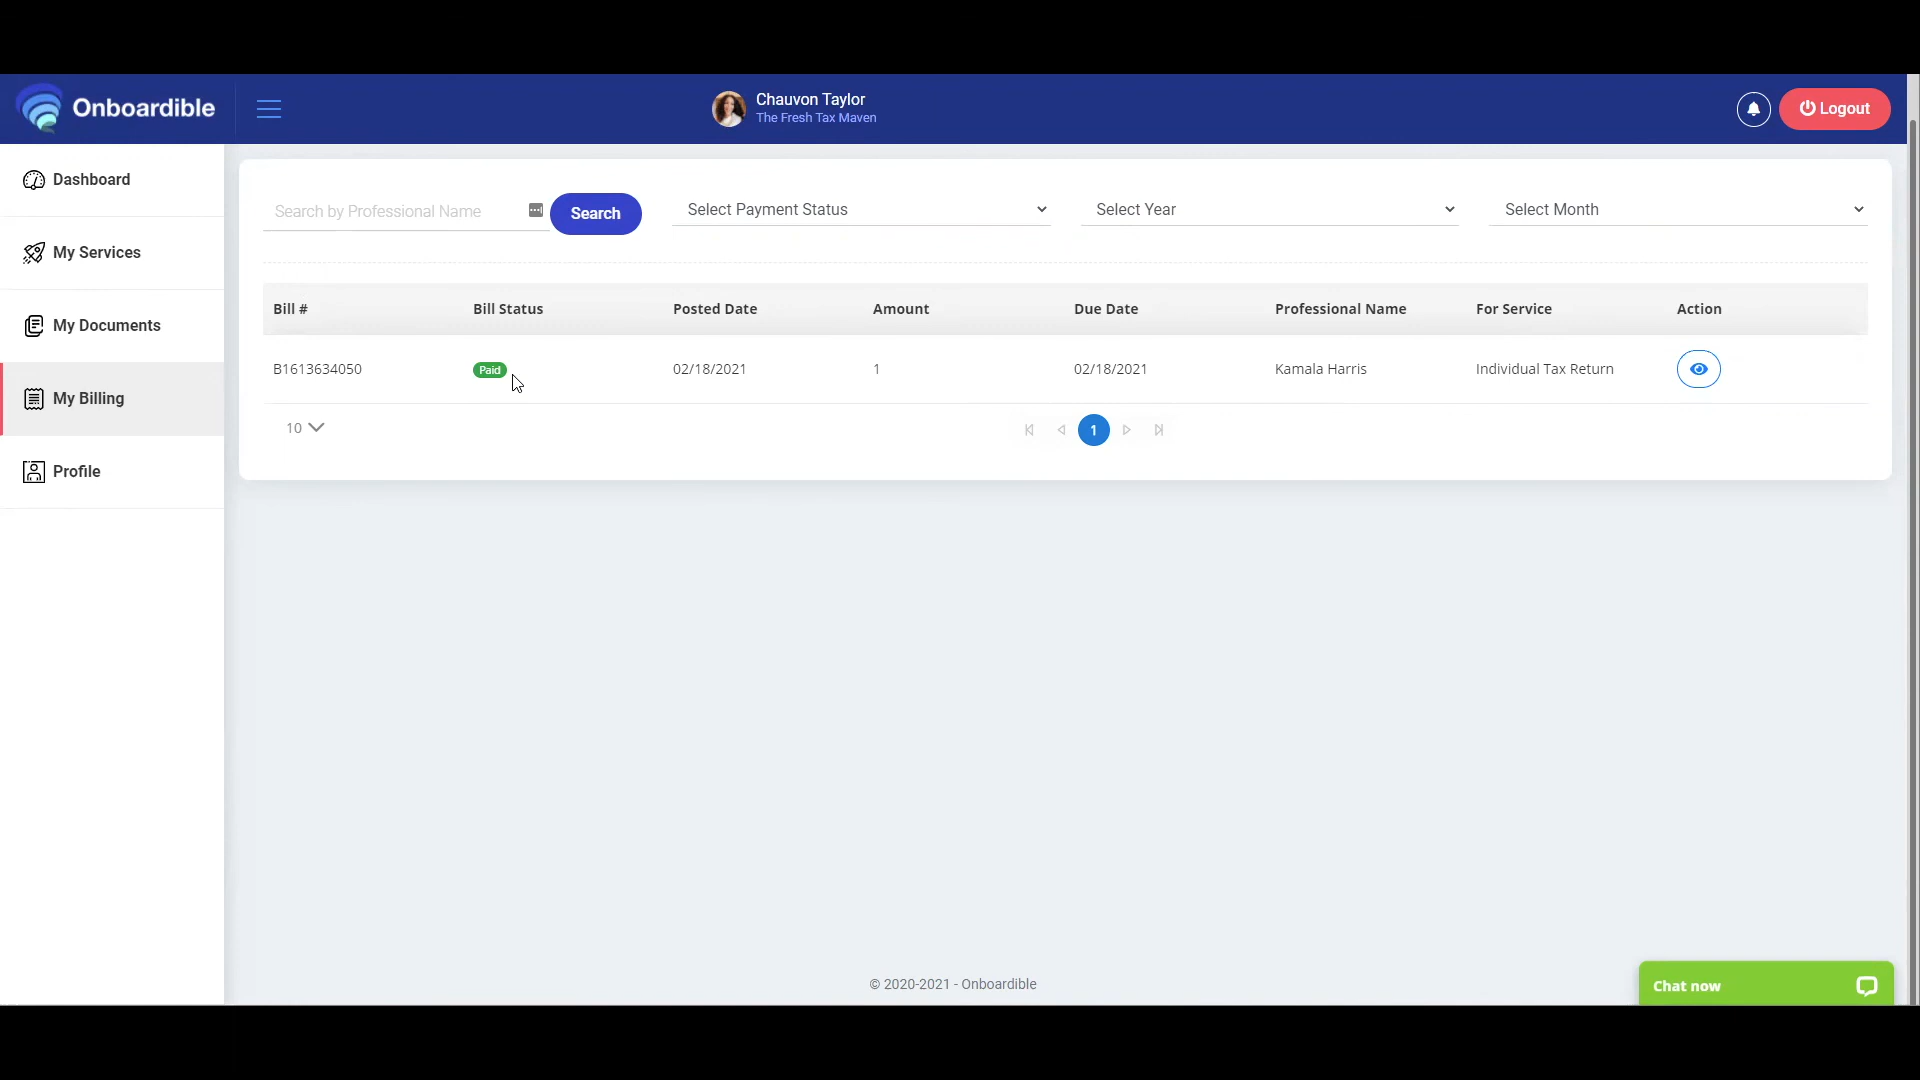 Onboardible
Chauvon Taylor
The Fresh Tax Maven
Logout
Dashboard
My Services
My Documents
My Billing
Profile
Search by Professional Name
Search
Select Payment Status
Select Year
Select Month
Bill # Bill Status Posted Date Amount Due Date Professional Name For Service Action
B1613634050 Paid 02/18/2021 1 02/18/2021 Kamala Harris Individual Tax Return
10
1
© 2020-2021 - Onboardible
Chat now